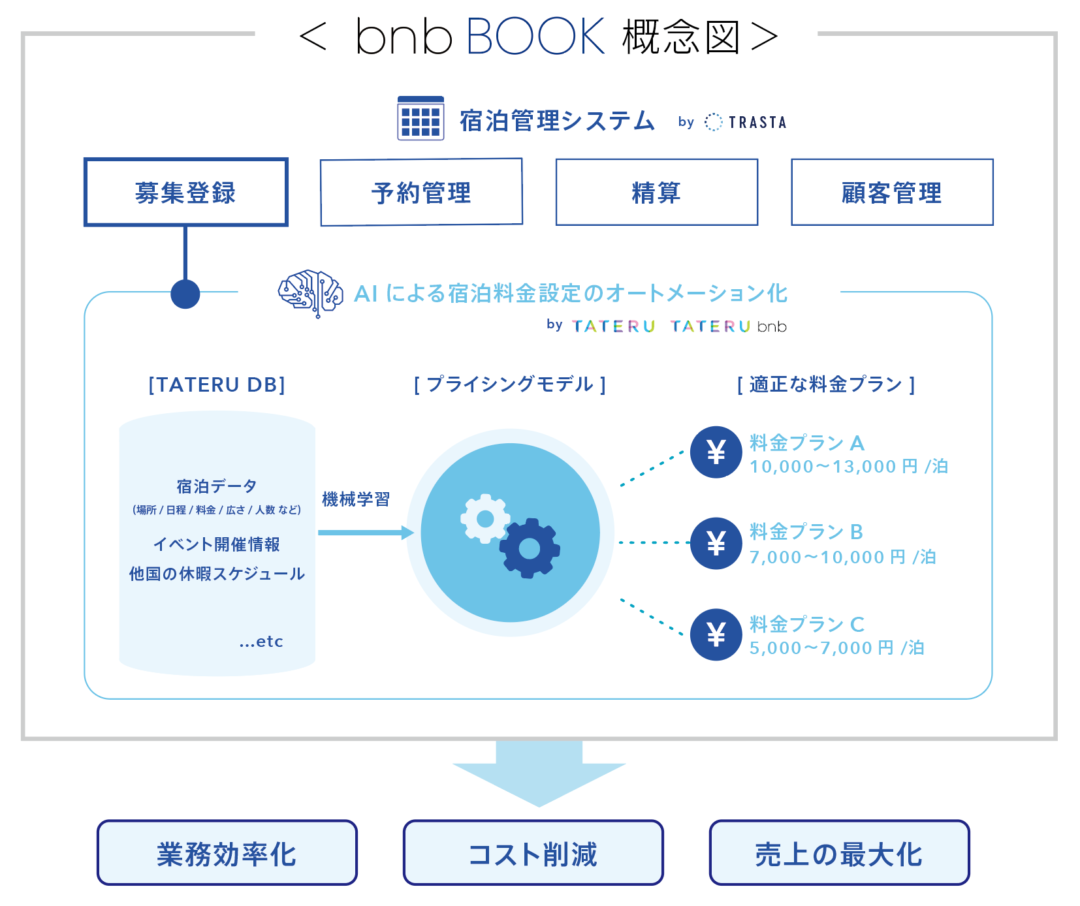 < bnb BOOK 概念図 >
宿泊管理システム by TRASTA
募集登録
予約管理
精算
顧客管理
AI による宿泊料金設定のオートメーション化
by TATERU TATERU bnb
[TATERU DB]
[ プライシングモデル ]
[ 適正な料金プラン ]
宿泊データ
(場所 / 日程 / 料金 / 広さ / 人数 など)
イベント開催情報
他国の休暇スケジュール
...etc
機械学習
¥ 料金プラン A
10,000〜13,000 円 /泊
¥ 料金プラン B
7,000〜10,000 円 /泊
¥ 料金プラン C
5,000〜7,000 円 /泊
業務効率化
コスト削減
売上の最大化